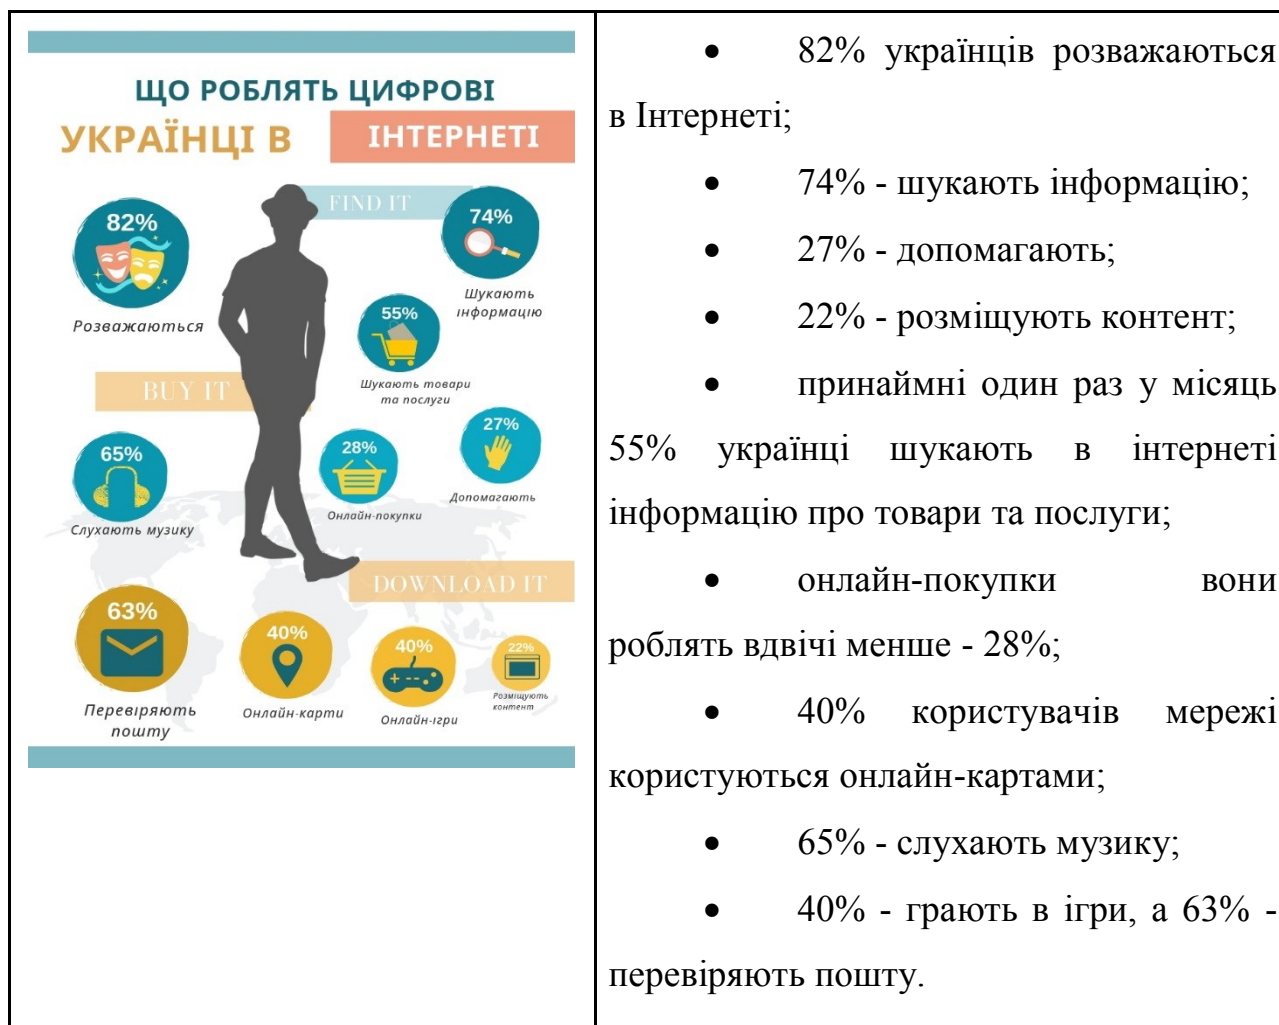 ЩО РОБЛЯТЬ ЦИФРОВІ
УКРАЇНЦІ В ІНТЕРНЕТІ
FIND IT
82%
Розважаються
74%
Шукають
інформацію
55%
Шукають товари
та послуги
BUY IT
65%
Слухають музику
28%
Онлайн-покупки
27%
Допомагають
DOWNLOAD IT
63%
Перевіряють
пошту
40%
Онлайн-карти
40%
Онлайн-ігри
22%
Розміщують
контент
• 82% українців розважаються
в Інтернеті;
• 74% - шукають інформацію;
• 27% - допомагають;
• 22% - розміщують контент;
• принаймні один раз у місяць
55% українці шукають в інтернеті
інформацію про товари та послуги;
• онлайн-покупки вони
роблять вдвічі менше - 28%;
• 40% користувачів мережі
користуються онлайн-картами;
• 65% - слухають музику;
• 40% - грають в ігри, а 63% -
перевіряють пошту.